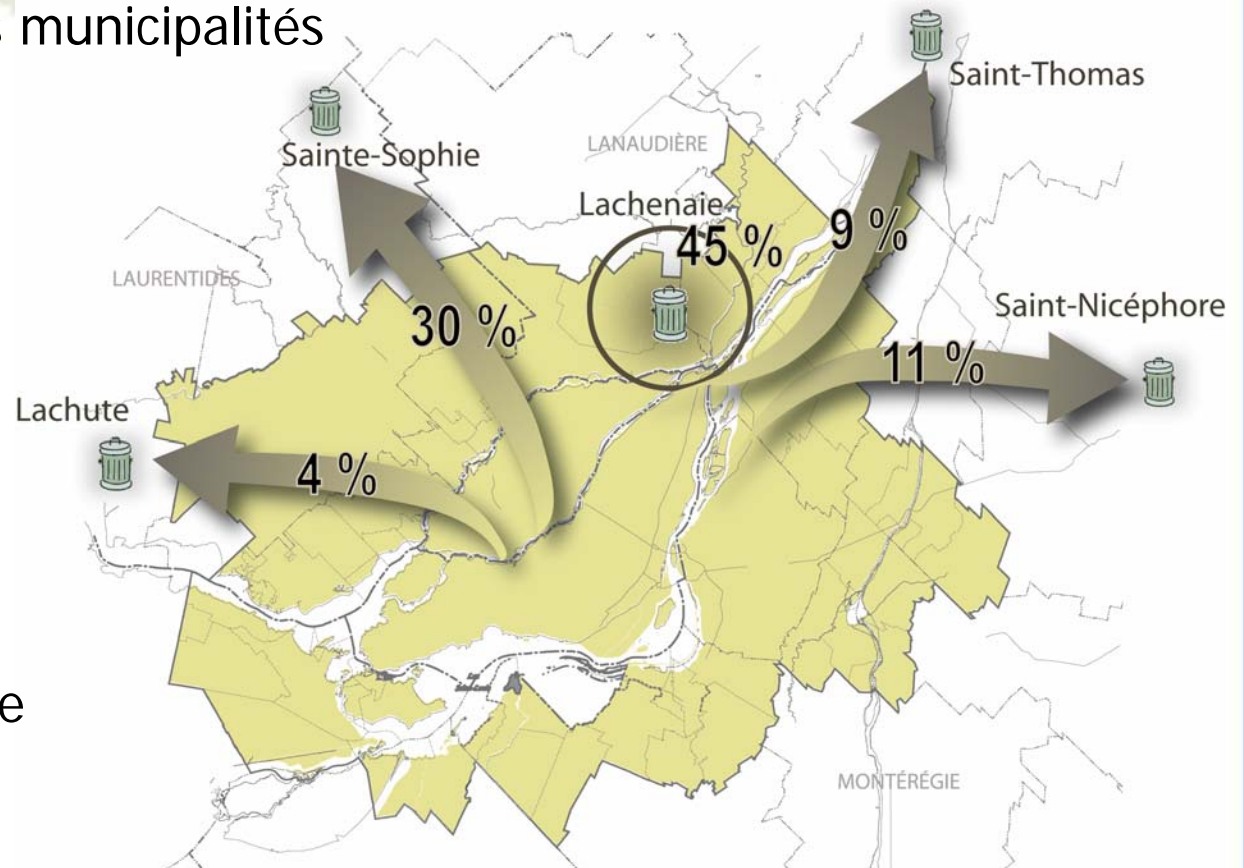 s municipalités
Saint-Thomas
LANAUDIÈRE
Sainte-Sophie
Lachenaie
45 %
9 %
LAURENTIDES
30 %
Saint-Nicéphore
11 %
Lachute
4 %
e
MONTÉRÉGIE